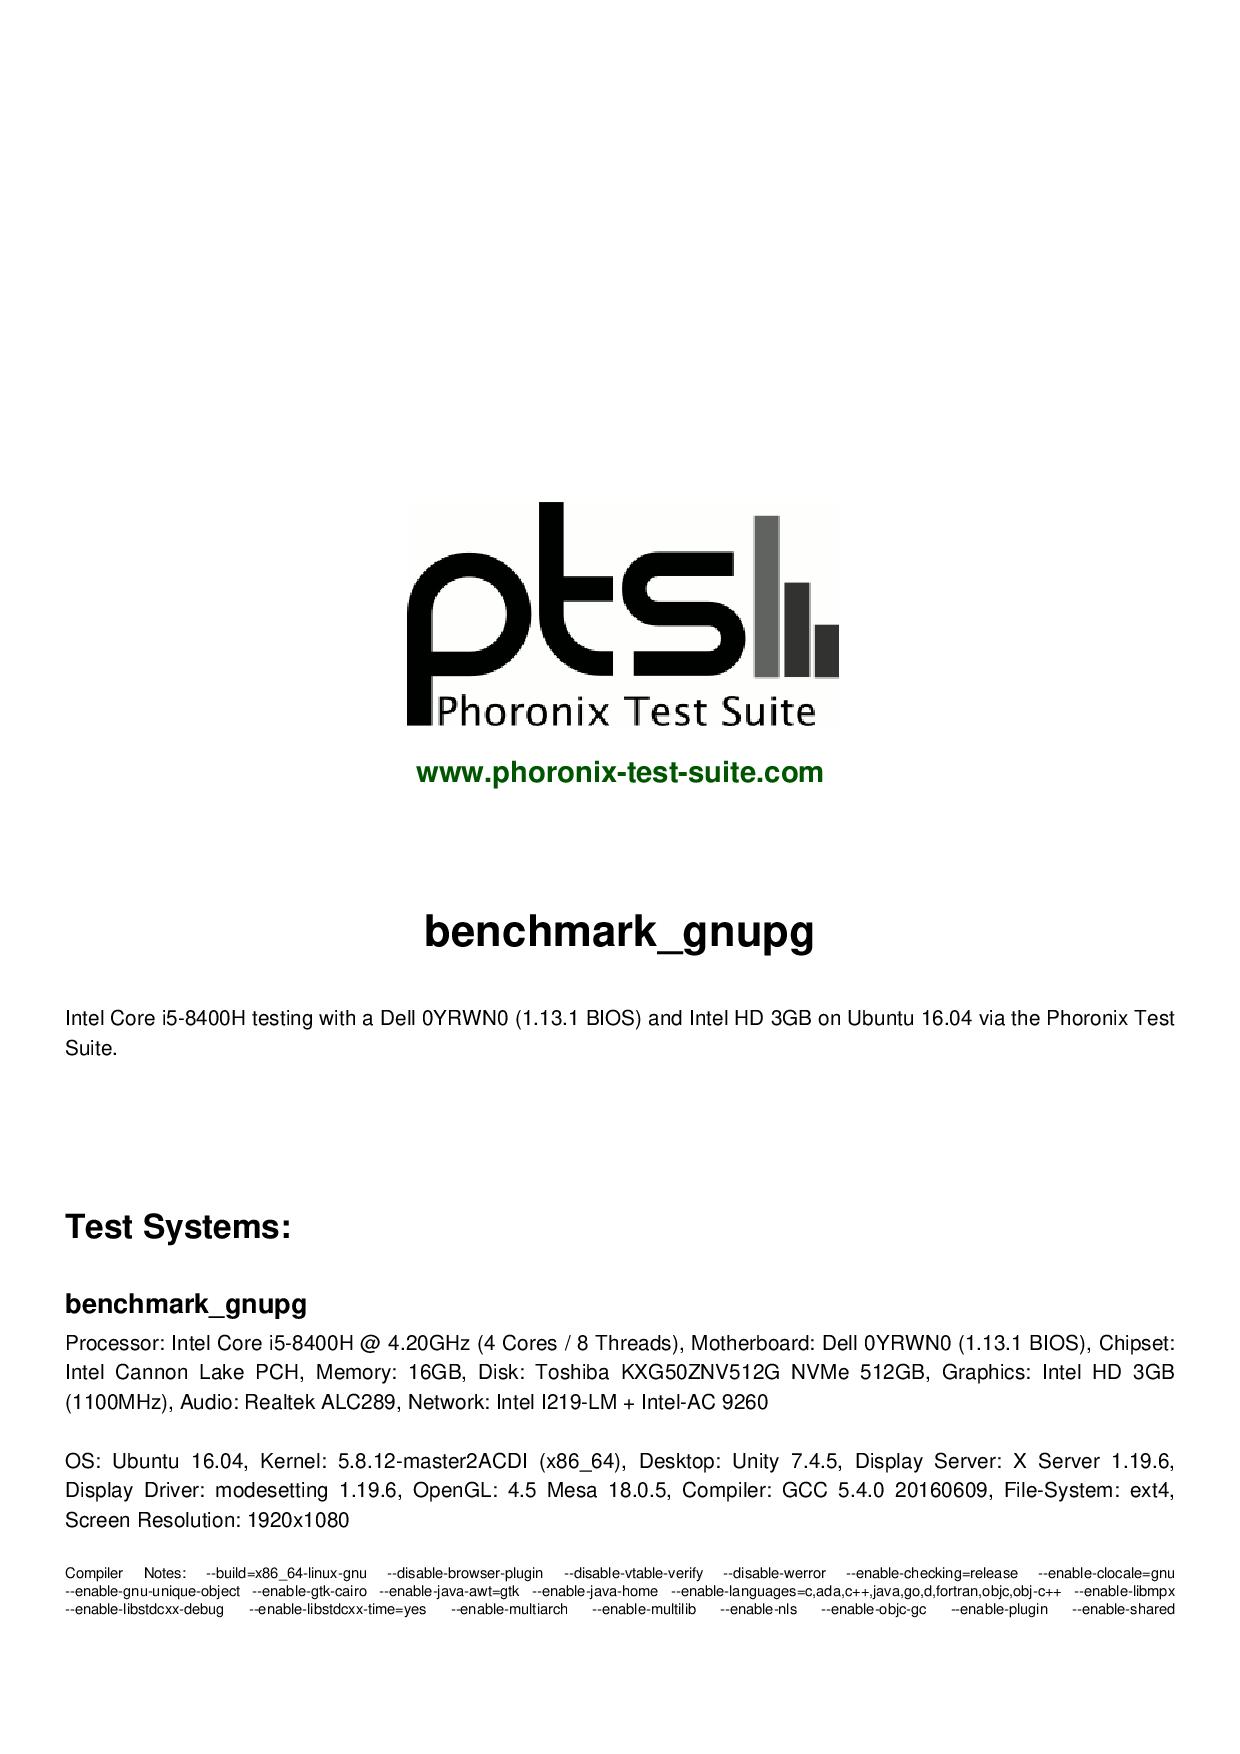 pts
Phoronix Test Suite
www.phoronix-test-suite.com
benchmark_gnupg
Intel Core i5-8400H testing with a Dell 0YRWN0 (1.13.1 BIOS) and Intel HD 3GB on Ubuntu 16.04 via the Phoronix Test
Suite.
Test Systems:
benchmark_gnupg
Processor: Intel Core i5-8400H @ 4.20GHz (4 Cores / 8 Threads), Motherboard: Dell 0YRWN0 (1.13.1 BIOS), Chipset:
Intel Cannon Lake PCH, Memory: 16GB, Disk: Toshiba KXG50ZNV512G NVMe 512GB, Graphics: Intel HD 3GB
(1100MHz), Audio: Realtek ALC289, Network: Intel I219-LM + Intel-AC 9260
OS: Ubuntu 16.04, Kernel: 5.8.12-master2ACDI (x86_64), Desktop: Unity 7.4.5, Display Server: X Server 1.19.6,
Display Driver: modesetting 1.19.6, OpenGL: 4.5 Mesa 18.0.5, Compiler: GCC 5.4.0 20160609, File-System: ext4,
Screen Resolution: 1920x1080
Compiler Notes: --build=x86_64-linux-gnu --disable-browser-plugin --disable-vtable-verify --disable-werror --enable-checking=release --enable-clocale=gnu
--enable-gnu-unique-object --enable-gtk-cairo --enable-java-awt=gtk --enable-java-home --enable-languages=c,ada,c++,java,go,d,fortran,objc,obj-c++ --enable-libmpx
--enable-libstdcxx-debug --enable-libstdcxx-time=yes --enable-multiarch --enable-multilib --enable-nls --enable-objc-gc --enable-plugin --enable-shared